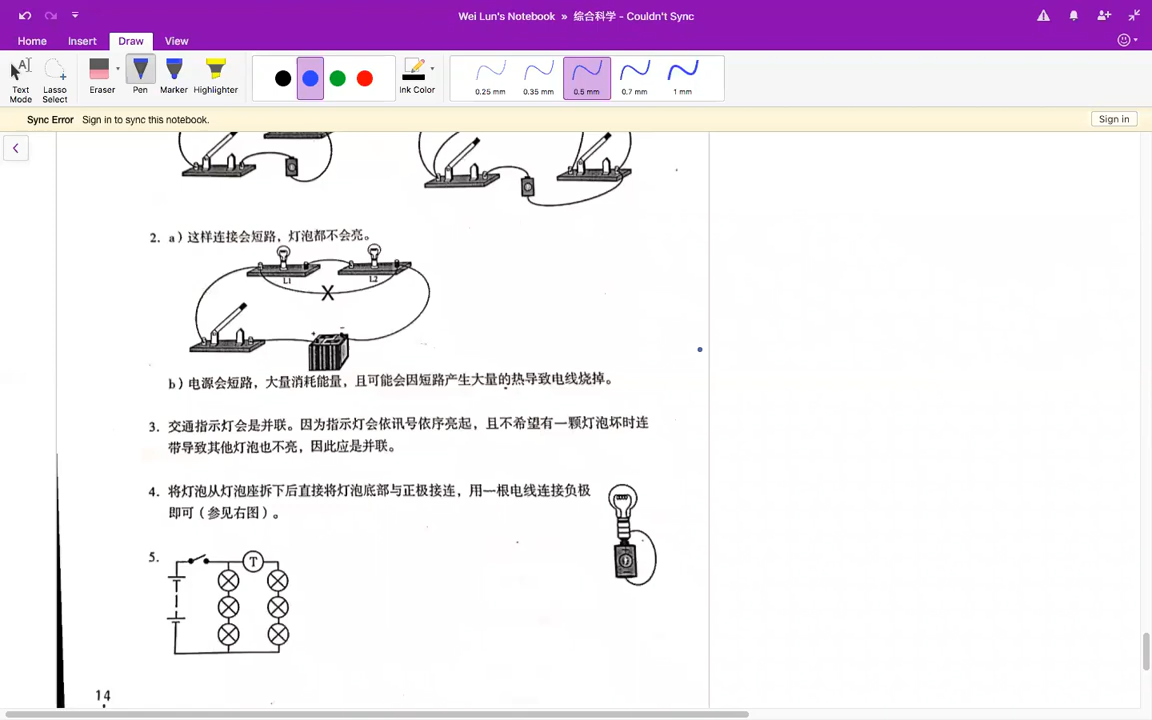 Wei Lun's Notebook » 综合科学 - Couldn't Sync
Home Insert Draw View
Text Mode
Lasso Select
Eraser
Pen
Marker
Highlighter
Ink Color
0.25 mm
0.35 mm
0.5 mm
0.7 mm
1 mm
Sync Error Sign in to sync this notebook.
Sign in
2. a）这样连接会短路，灯泡都不会亮。
L1
L2
X
+ -
b）电源会短路，大量消耗能量，且可能会因短路产生大量的热导致电线烧掉。
3. 交通指示灯会是并联。因为指示灯会依讯号依序亮起，且不希望有一颗灯泡坏时连
带导致其他灯泡也不亮，因此应是并联。
4. 将灯泡从灯泡座拆下后直接将灯泡底部与正极接连，用一根电线连接负极
即可（参见右图）。
5.
T
14